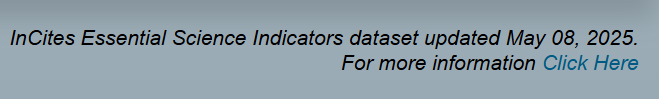 InCites Essential Science Indicators dataset updated May 08, 2025.
For more information Click Here